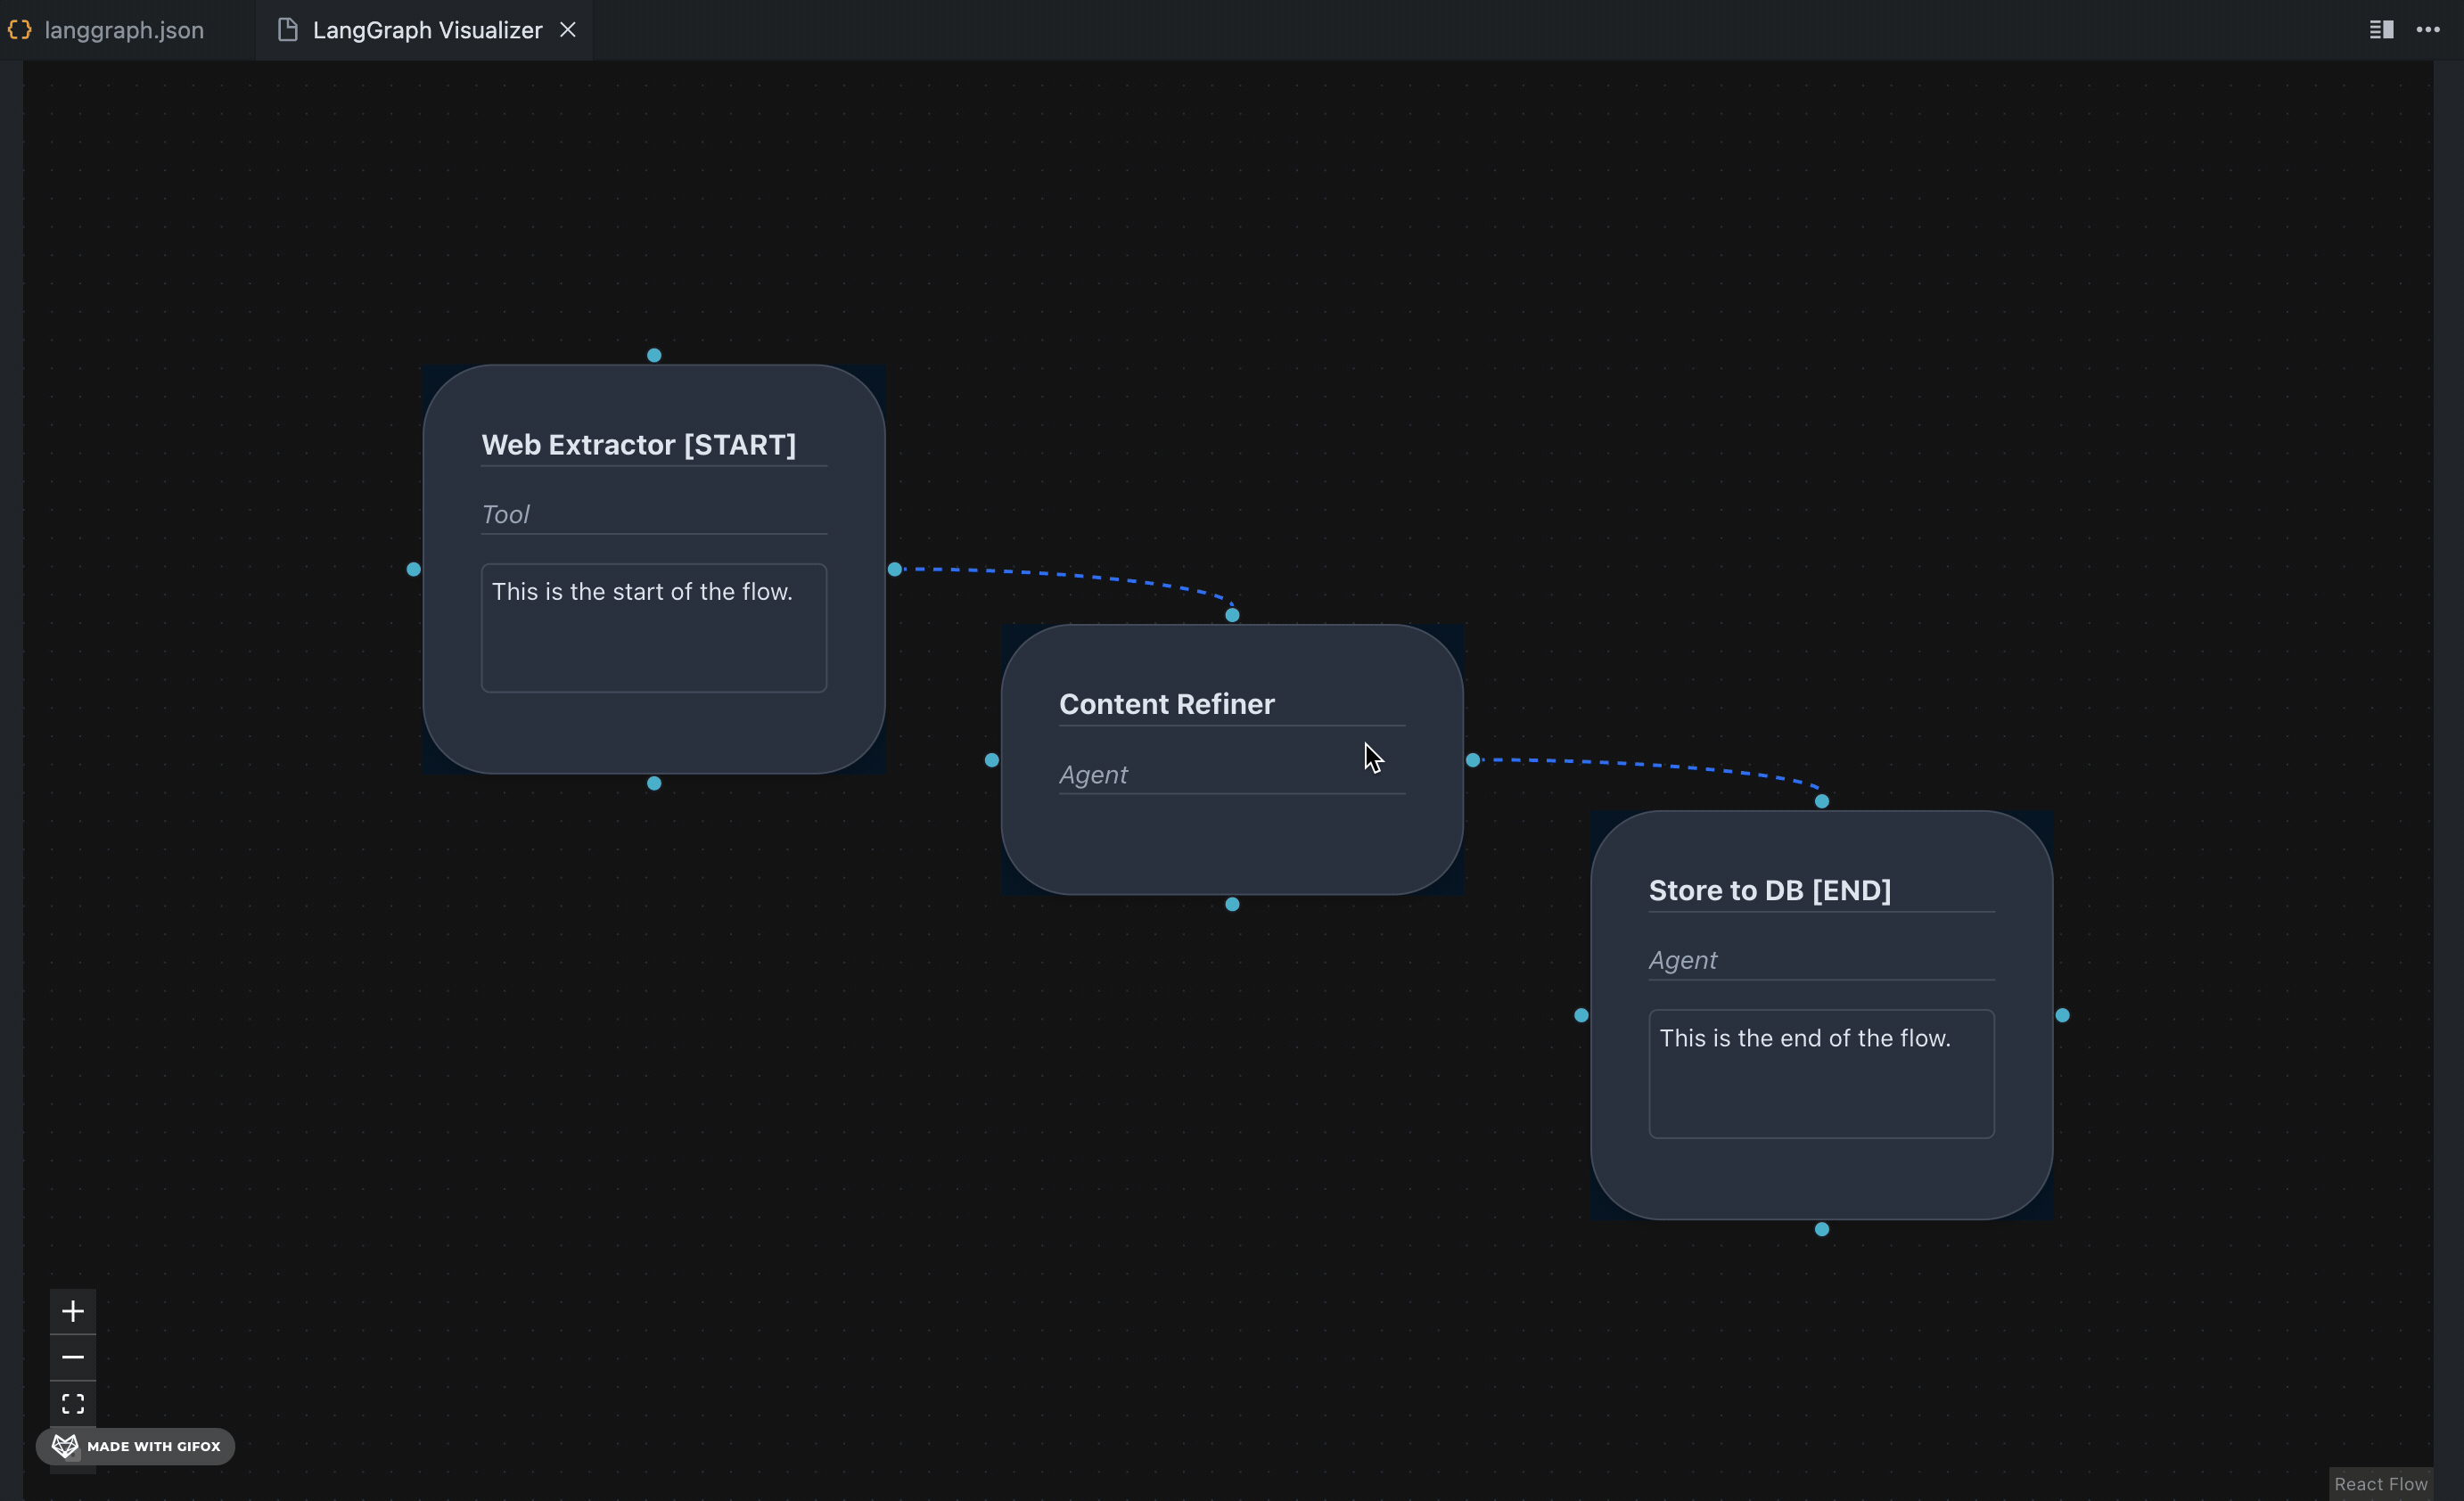 langgraph.json
LangGraph Visualizer
Web Extractor [START]
Tool
This is the start of the flow.
Content Refiner
Agent
Store to DB [END]
Agent
This is the end of the flow.
MADE WITH GIFOX
React Flow